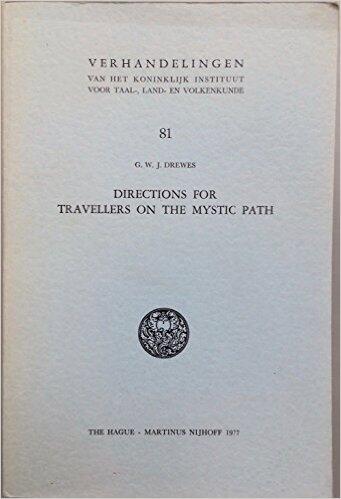 VERHANDELINGEN
VAN HET KONINKLIJK INSTITUUT
VOOR TAAL-, LAND- EN VOLKENKUNDE
81
G. W. J. DREWES
DIRECTIONS FOR
TRAVELLERS ON THE MYSTIC PATH
THE HAGUE - MARTINUS NIJHOFF 1977